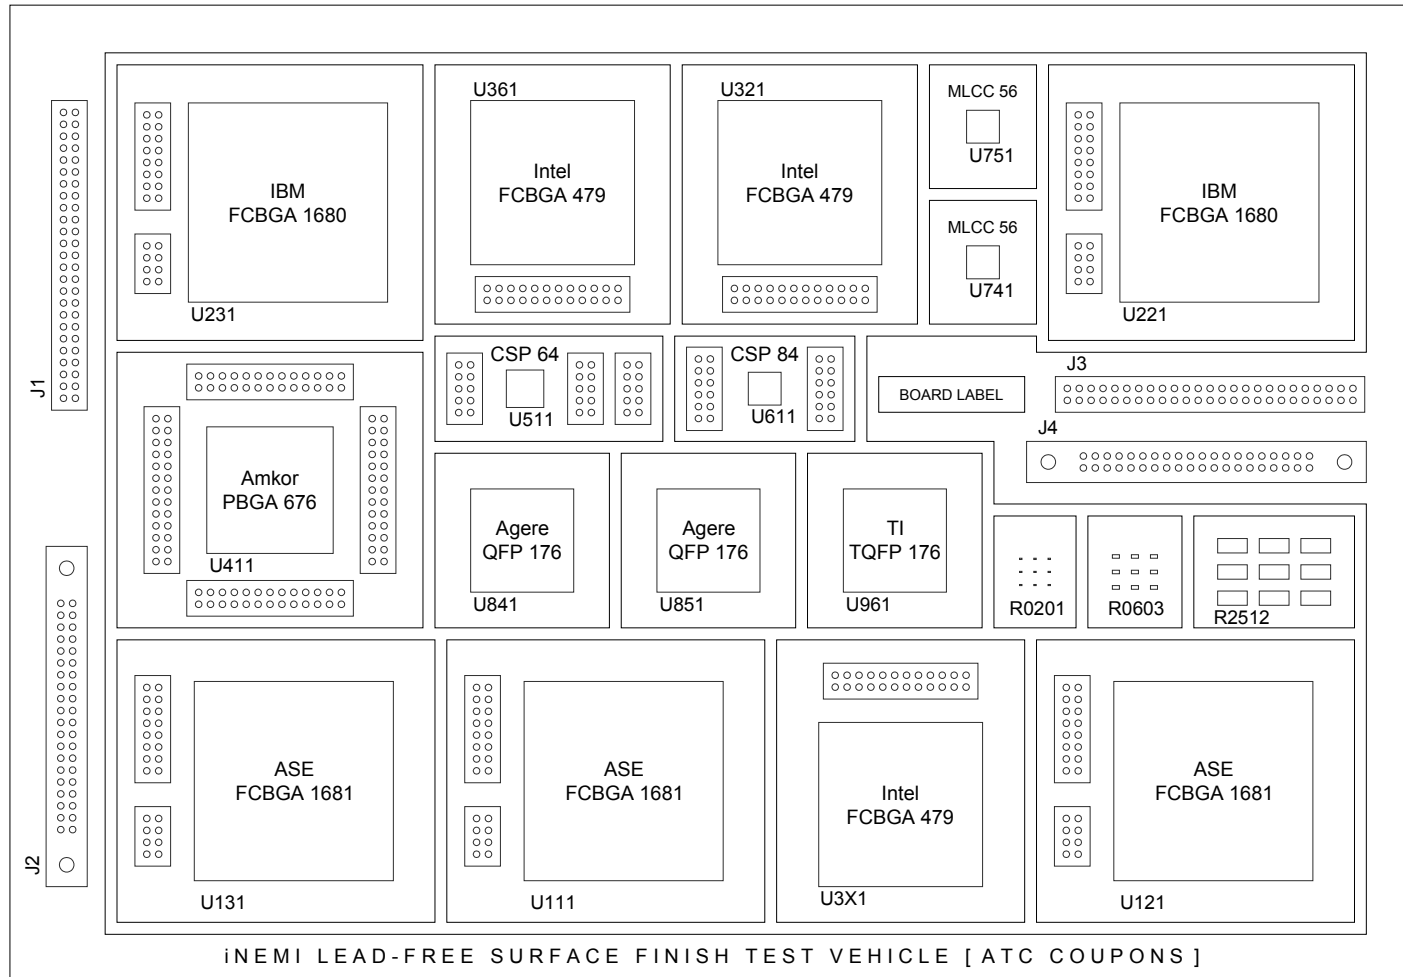 U361
U321
MLCC 56
U751
IBM
FCBGA 1680
U231
Intel
FCBGA 479
Intel
FCBGA 479
MLCC 56
U741
IBM
FCBGA 1680
U221
J1
CSP 64
U511
CSP 84
U611
BOARD LABEL
J3
J4
Amkor
PBGA 676
U411
Agere
QFP 176
U841
Agere
QFP 176
U851
TI
TQFP 176
U961
R0201
R0603
R2512
J2
ASE
FCBGA 1681
U131
ASE
FCBGA 1681
U111
Intel
FCBGA 479
U3X1
ASE
FCBGA 1681
U121
iNEMI LEAD-FREE SURFACE FINISH TEST VEHICLE [ ATC COUPONS ]